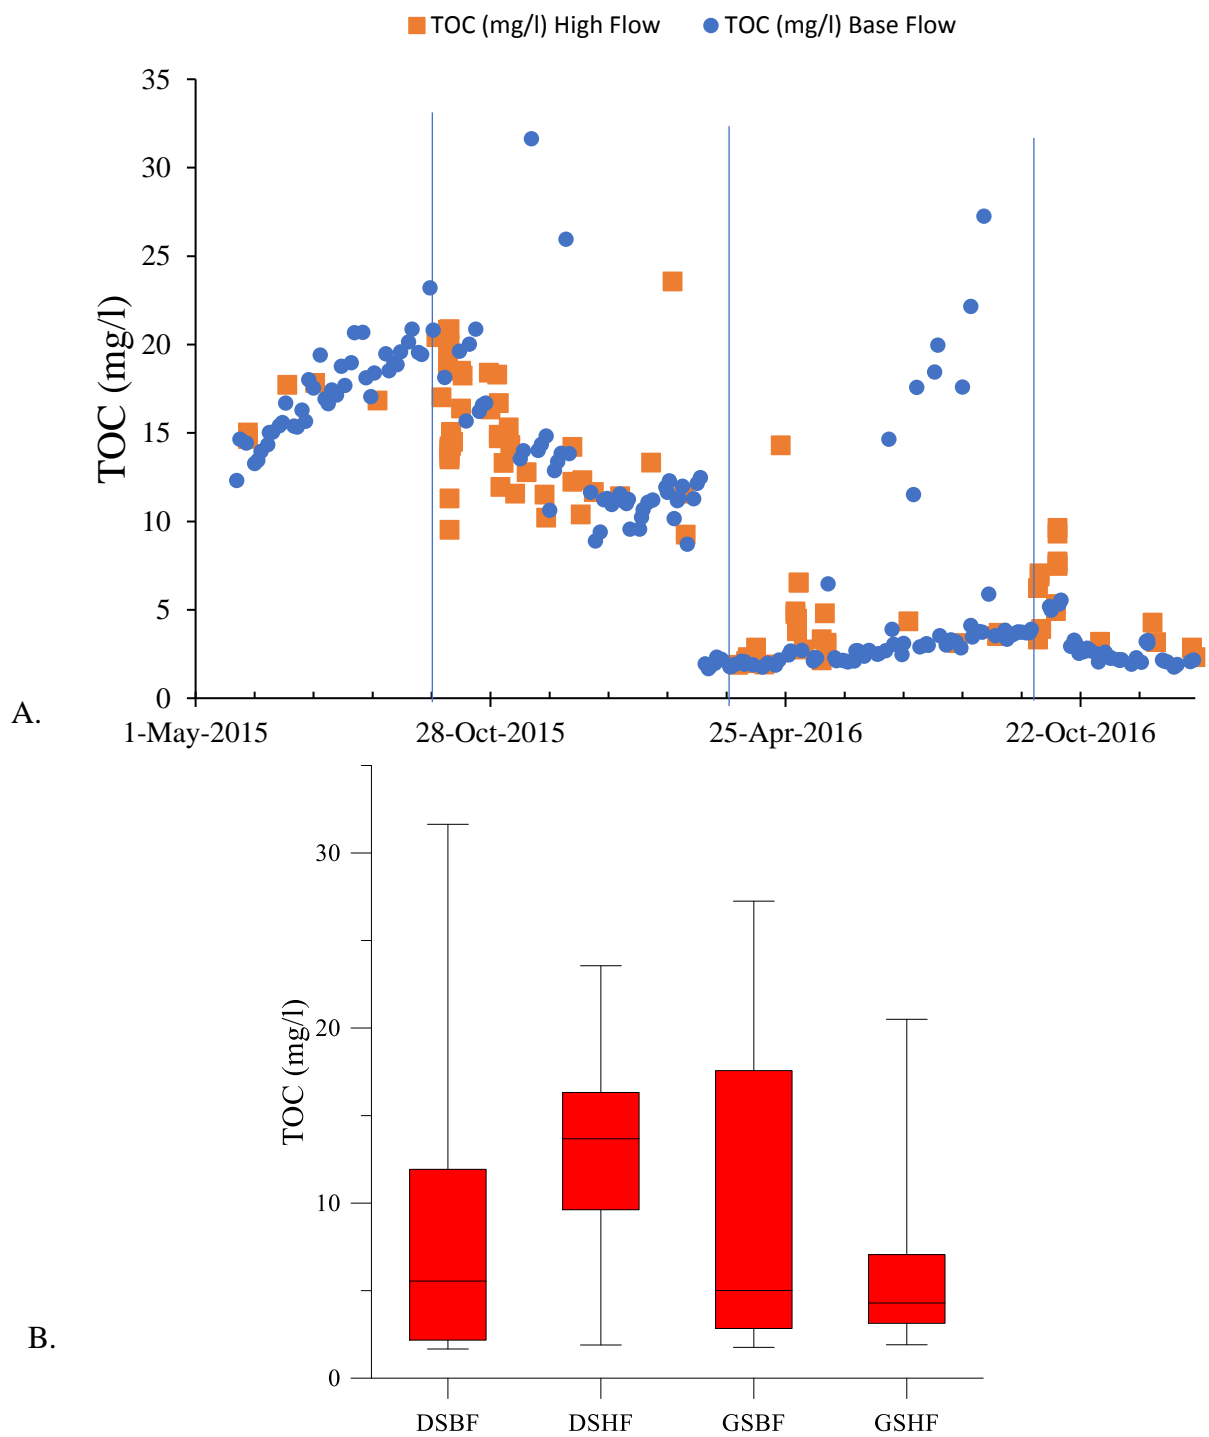 TOC (mg/l) High Flow TOC (mg/l) Base Flow
35
30
25
20
15
10
5
0
TOC (mg/l)
A.
1-May-2015 28-Oct-2015 25-Apr-2016 22-Oct-2016
30
20
10
0
TOC (mg/l)
B.
DSBF DSHF GSBF GSHF